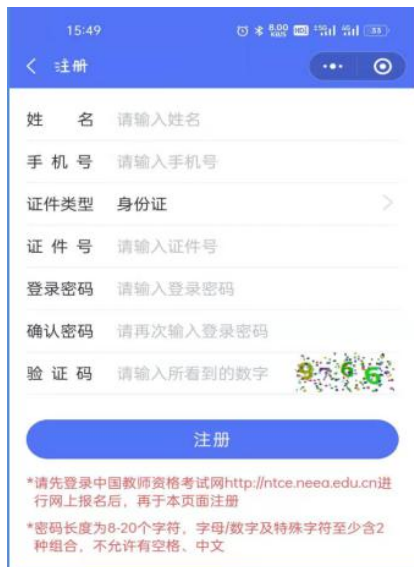 15:49 8.00 KB/S HD 5G 4G 33
注册
姓 名 请输入姓名
手 机 号 请输入手机号
证件类型 身份证
证 件 号 请输入证件号
登录密码 请输入登录密码
确认密码 请再次输入登录密码
验 证 码 请输入所看到的数字 9766
注册
*请先登录中国教师资格考试网http://ntce.neea.edu.cn进
行网上报名后，再于本页面注册
*密码长度为8-20个字符，字母/数字及特殊字符至少含2
种组合，不允许有空格、中文